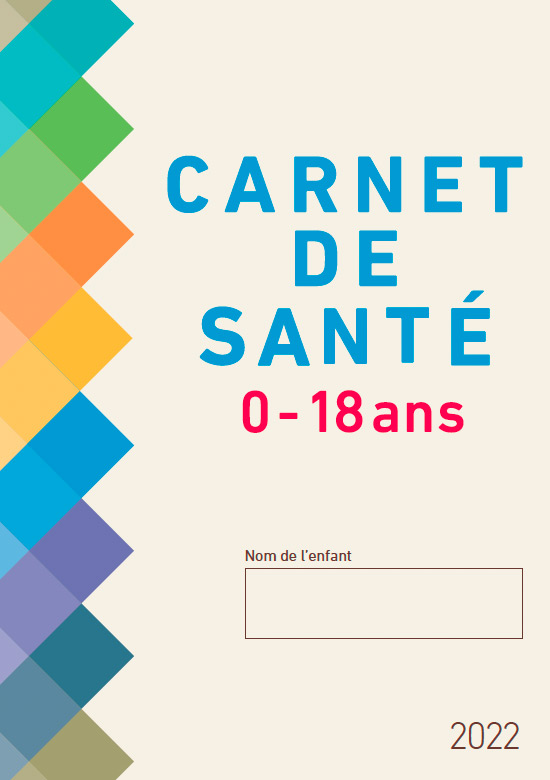 CARNET
DE
SANTÉ
0-18 ans
Nom de l'enfant
2022